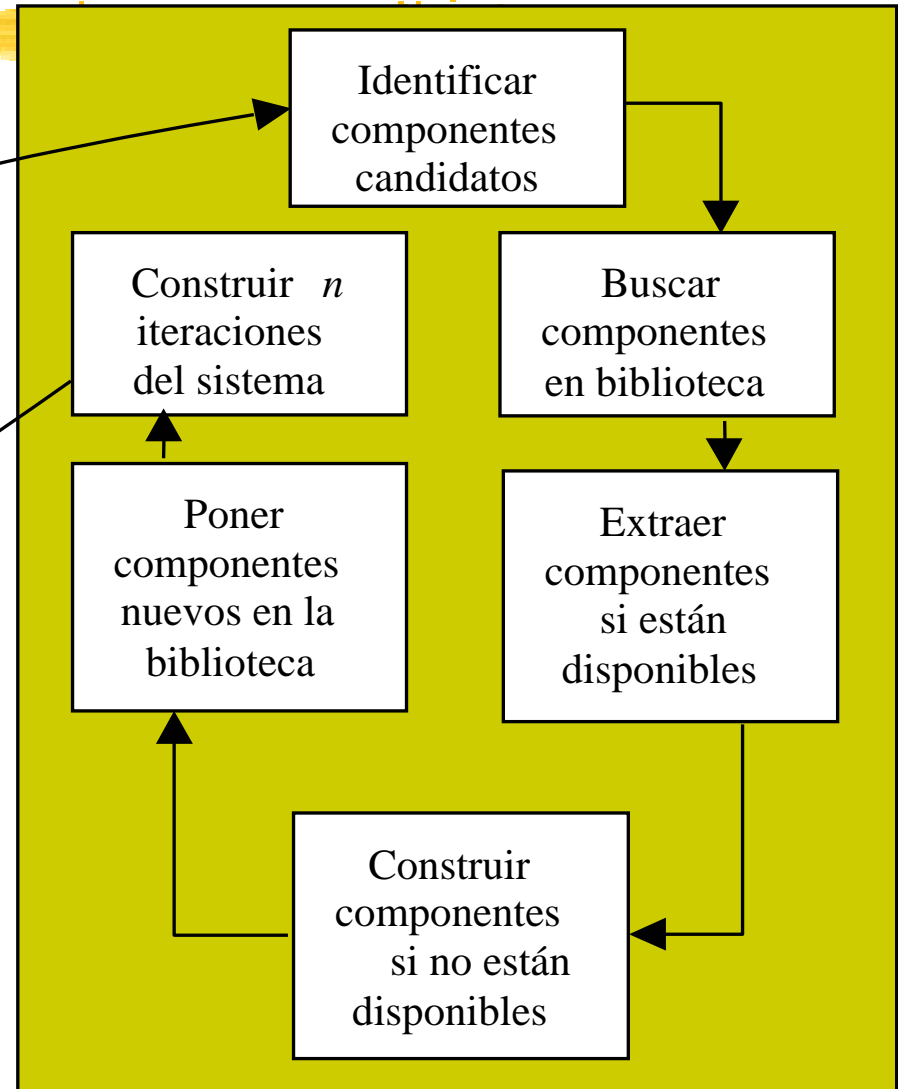 Identificar
componentes
candidatos
Buscar
componentes
en biblioteca
Extraer
componentes
si están
disponibles
Construir
componentes
si no están
disponibles
Poner
componentes
nuevos en la
biblioteca
Construir n
iteraciones
del sistema